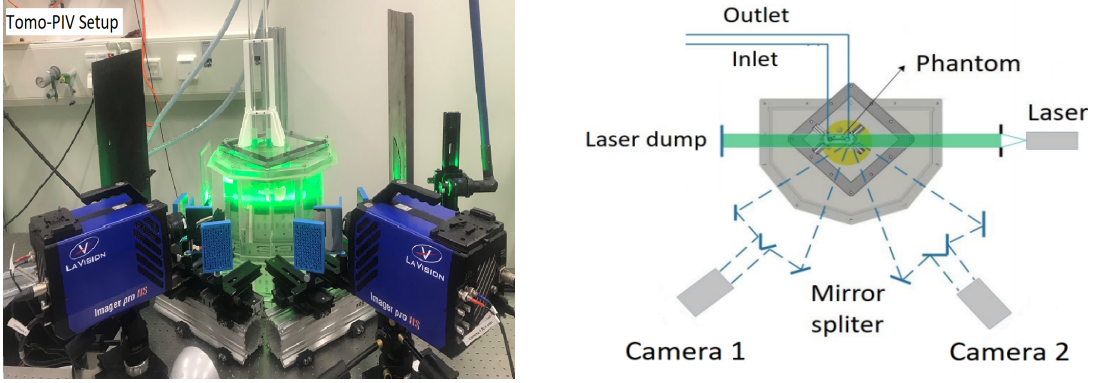 Tomo-PIV Setup
LAVISION
Imager pro HS
LAVISION
Imager pro HS
Outlet
Inlet
Phantom
Laser
Laser dump
Mirror
spliter
Camera 1
Camera 2